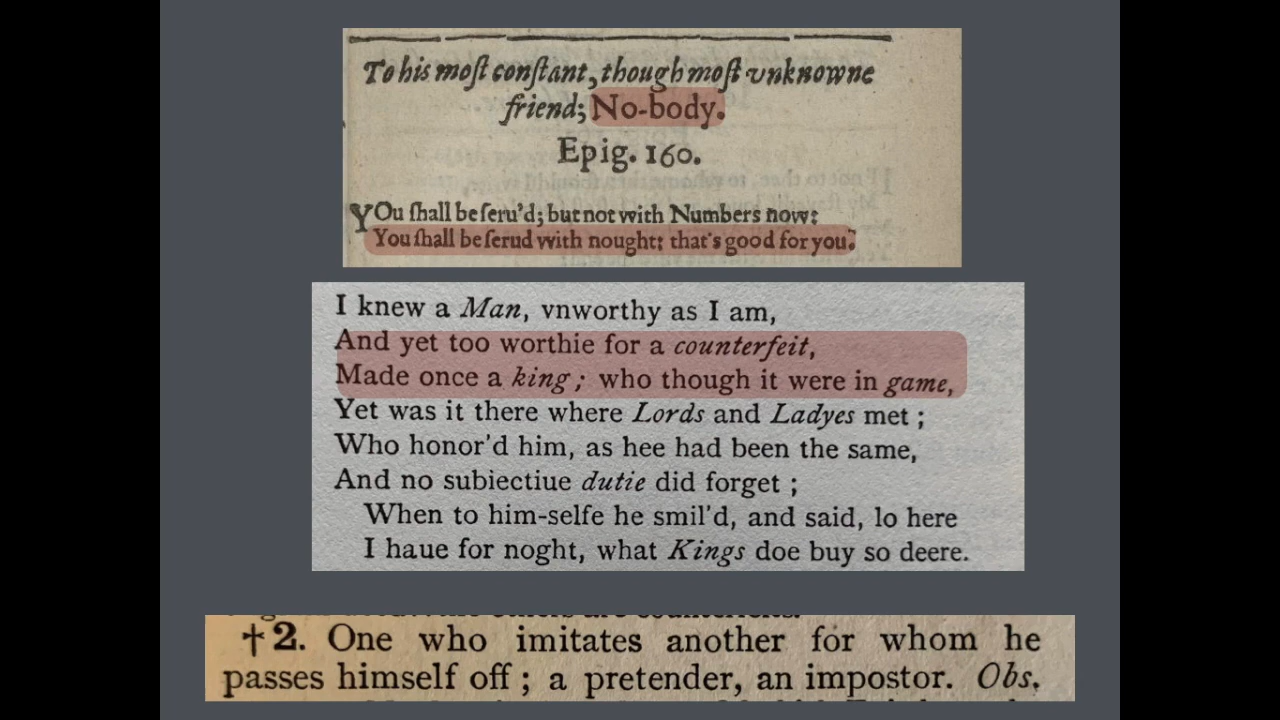 To his moſt conſtant, though moſt vnknowne
friend; No-body.
Epig. 160.
YOu ſhall be ſeru'd; but not with Numbers now:
You ſhall be ſerud with nought; that's good for you.
I knew a Man, vnworthy as I am,
And yet too worthie for a counterfeit,
Made once a king; who though it were in game,
Yet was it there where Lords and Ladyes met;
Who honor'd him, as hee had been the same,
And no subiectiue dutie did forget;
When to him-selfe he smil'd, and said, lo here
I haue for noght, what Kings doe buy so deere.
†2. One who imitates another for whom he
passes himself off; a pretender, an impostor. Obs.